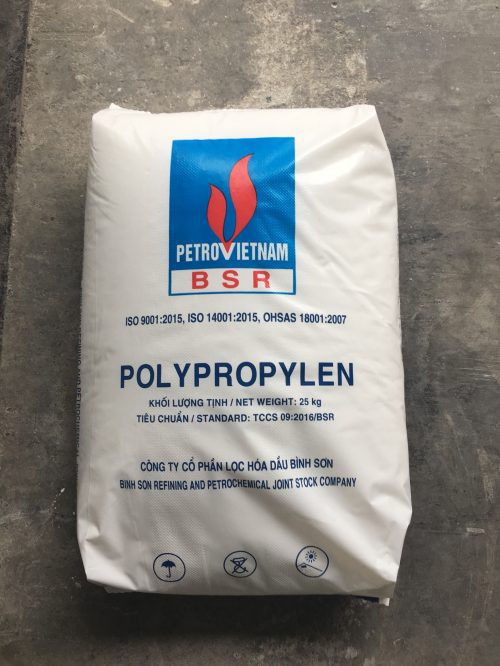 PETROVIETNAM
BSR
ISO 9001:2015, ISO 14001:2015, OHSAS 18001:2007
POLYPROPYLEN
KHỐI LƯỢNG TỊNH / NET WEIGHT: 25 kg
TIÊU CHUẨN / STANDARD: TCCS 09:2016/BSR
CÔNG TY CỔ PHẦN LỌC HÓA DẦU BÌNH SƠN
BINH SON REFINING AND PETROCHEMICAL JOINT STOCK COMPANY